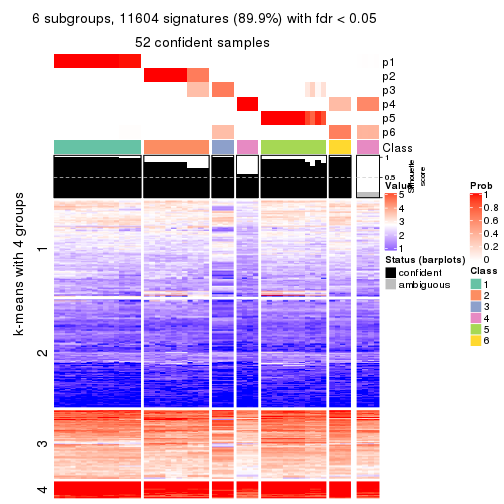 6 subgroups, 11604 signatures (89.9%) with fdr < 0.05
52 confident samples
p1
p2
p3
p4
p5
p6
Class
1
0.5
0
Silhouette
score
k-means with 4 groups
1
2
3
4
Value
5
4
3
2
1
Status (barplots)
confident
ambiguous
Prob
1
0.8
0.6
0.4
0.2
0
Class
1
2
3
4
5
6